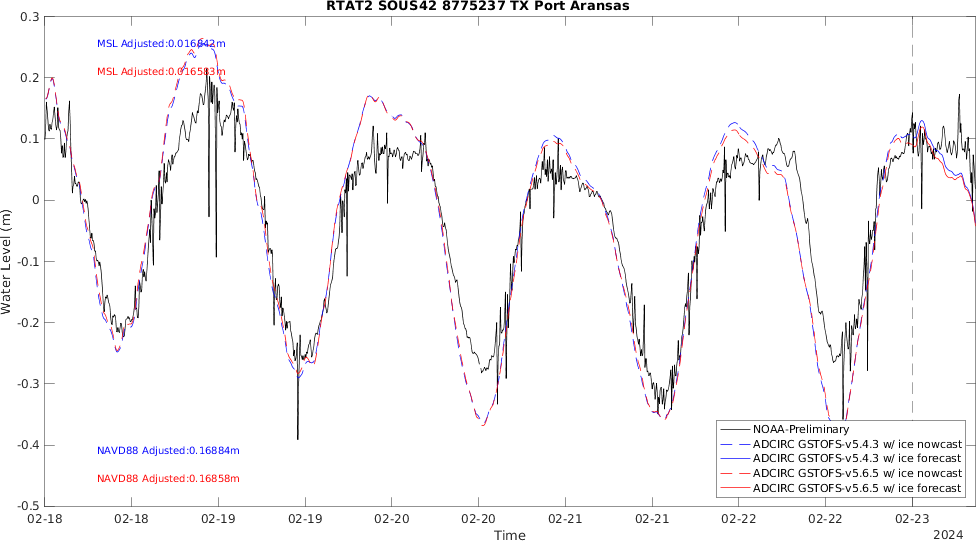 RTAT2 SOUS42 8775237 TX Port Aransas
0.3
0.2
0.1
0
-0.1
-0.2
-0.3
-0.4
-0.5
Water Level (m)
MSL Adjusted:0.016842m
MSL Adjusted:0.016583m
NAVD88 Adjusted:0.16884m
NAVD88 Adjusted:0.16858m
NOAA-Preliminary
ADCIRC GSTOFS-v5.4.3 w/ ice nowcast
ADCIRC GSTOFS-v5.4.3 w/ ice forecast
ADCIRC GSTOFS-v5.6.5 w/ ice nowcast
ADCIRC GSTOFS-v5.6.5 w/ ice forecast
02-18 02-18 02-19 02-19 02-20 02-20 02-21 02-21 02-22 02-22 02-23
Time
2024